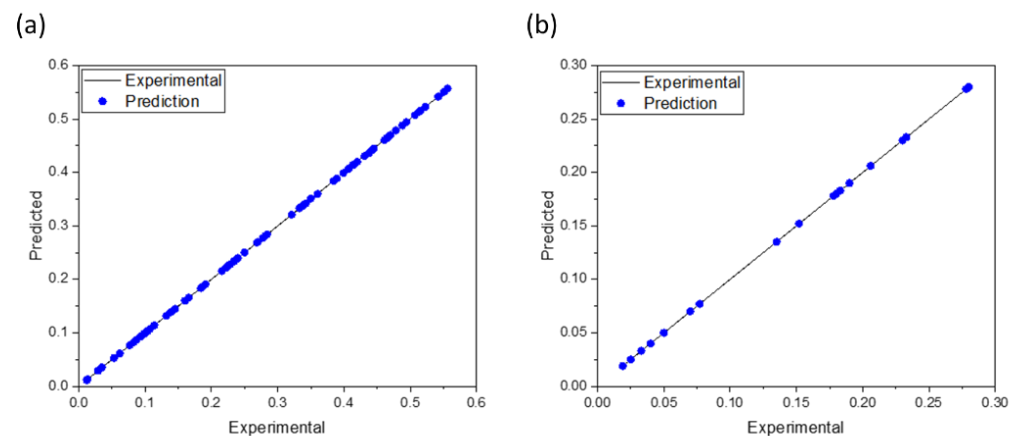 (a)
(b)
0.6
0.5
0.4
0.3
0.2
0.1
0.0
Predicted
Experimental
Prediction
0.0 0.1 0.2 0.3 0.4 0.5 0.6
Experimental
0.30
0.25
0.20
0.15
0.10
0.05
0.00
Predicted
Experimental
Prediction
0.00 0.05 0.10 0.15 0.20 0.25 0.30
Experimental